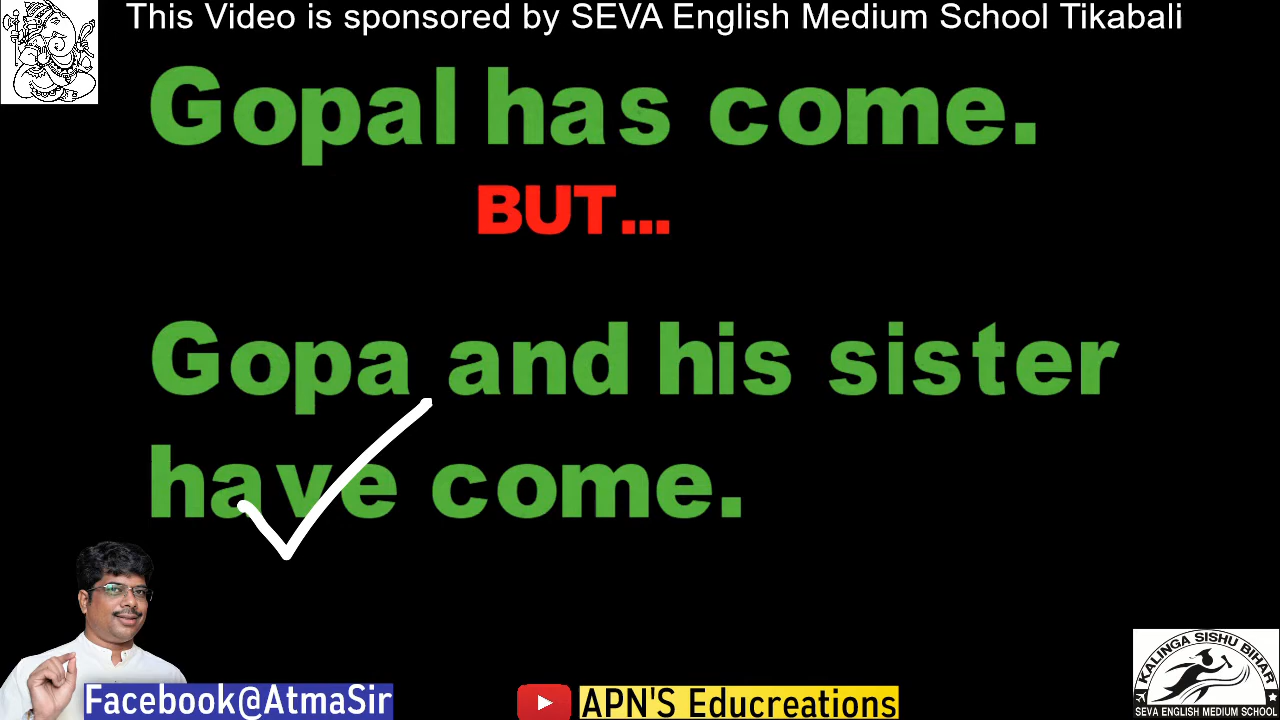 This Video is sponsored by SEVA English Medium School Tikabali
Gopal has come.
BUT...
Gopa and his sister
have come.
Facebook@AtmaSir
APN'S Educreations
KALINGA SISHU BIHAR
SEVA ENGLISH MEDIUM SCHOOL